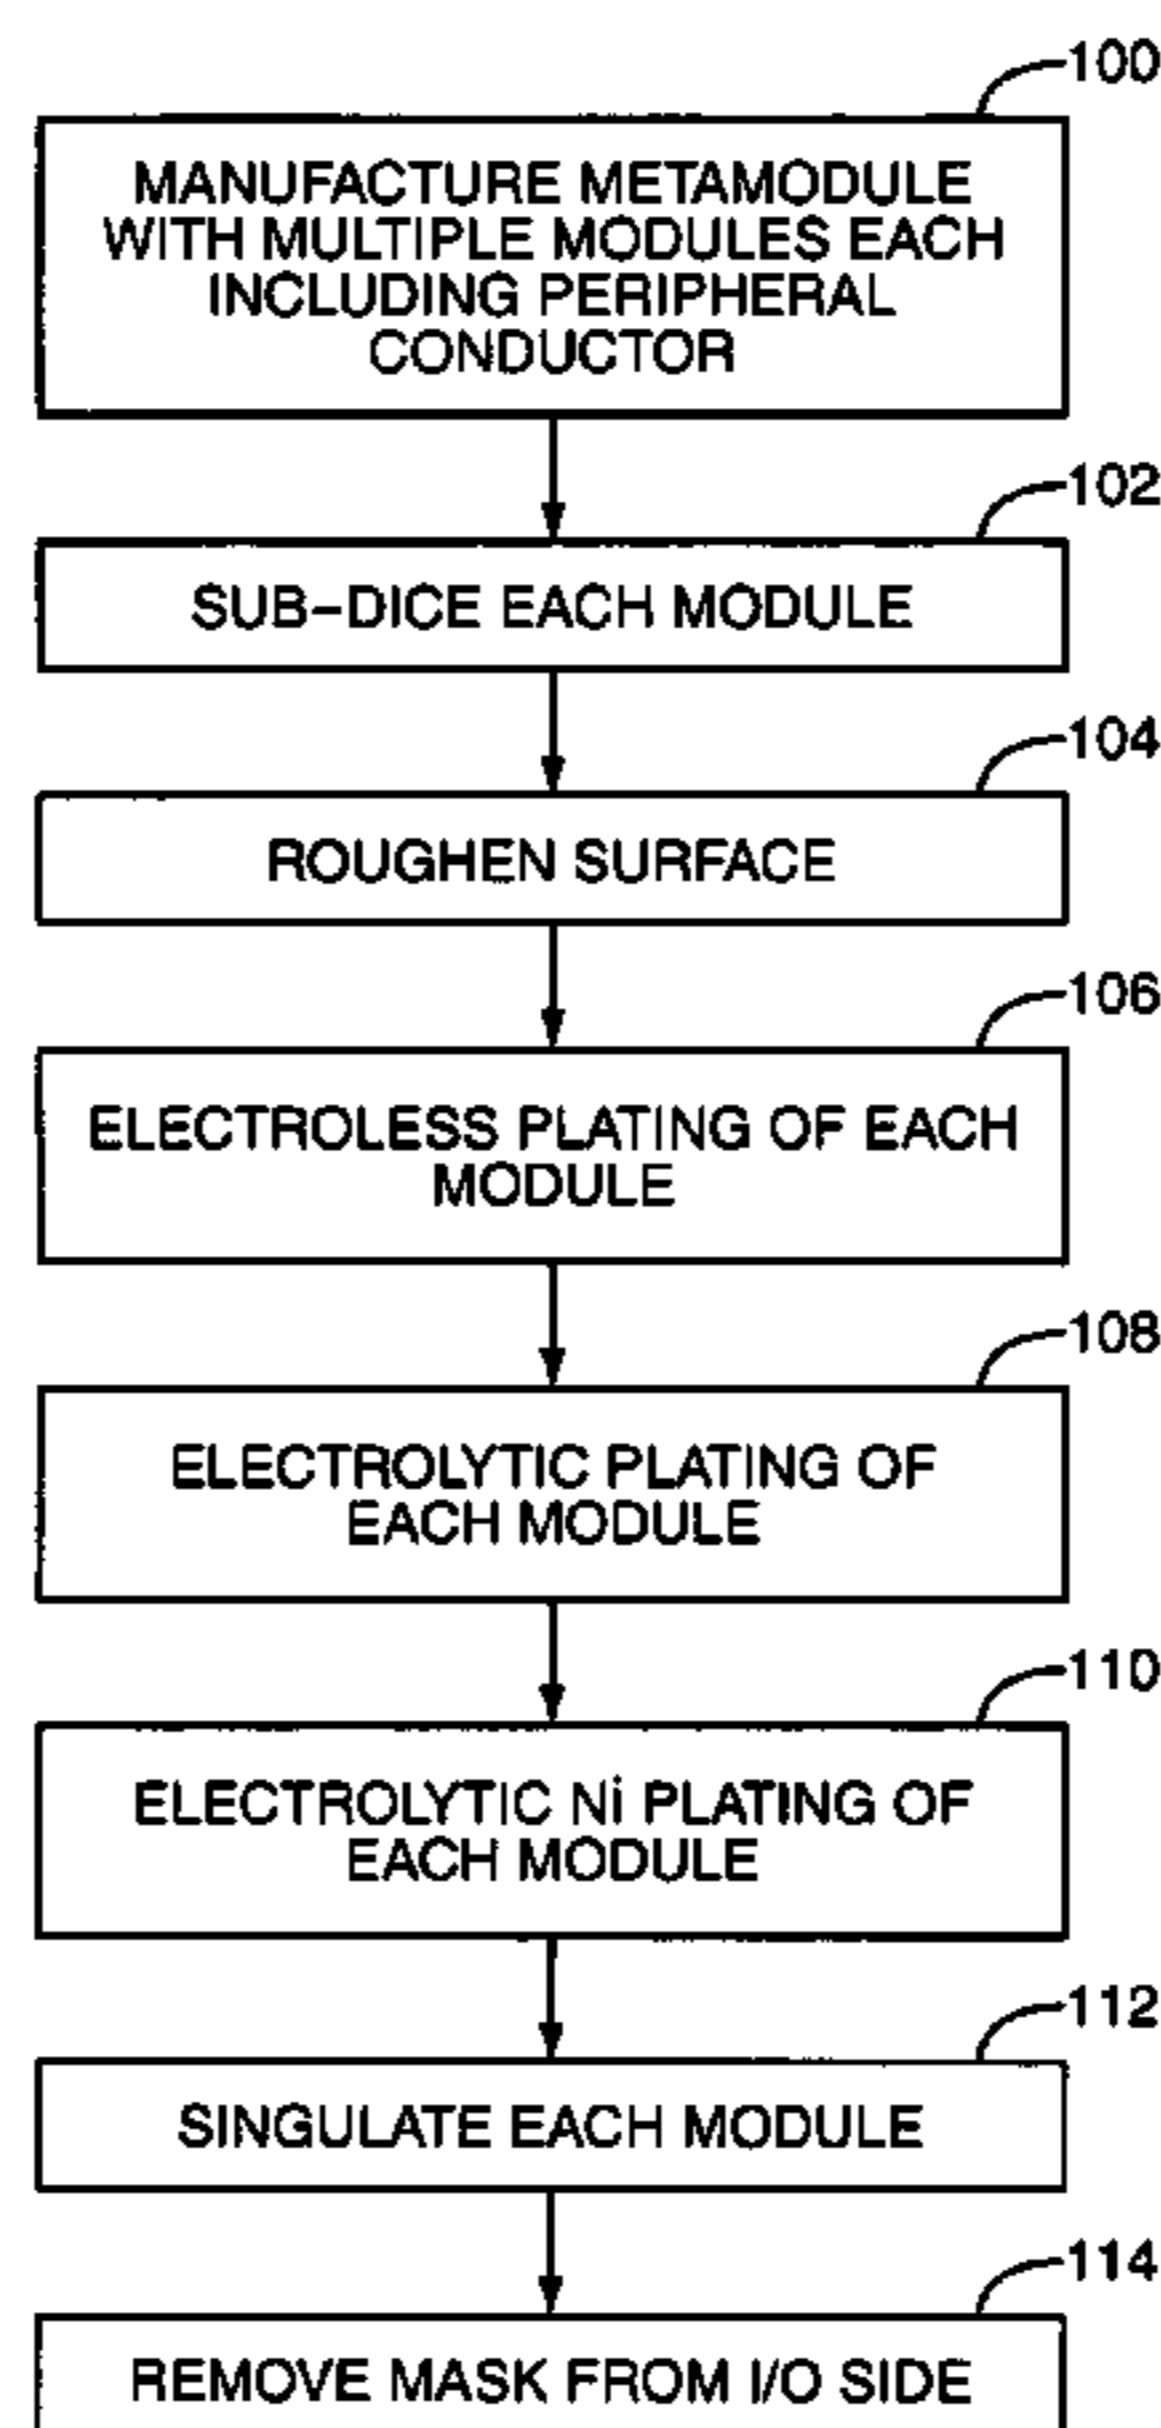 100
MANUFACTURE METAMODULE
WITH MULTIPLE MODULES EACH
INCLUDING PERIPHERAL
CONDUCTOR
102
SUB-DICE EACH MODULE
104
ROUGHEN SURFACE
106
ELECTROLESS PLATING OF EACH
MODULE
108
ELECTROLYTIC PLATING OF
EACH MODULE
110
ELECTROLYTIC Ni PLATING OF
EACH MODULE
112
SINGULATE EACH MODULE
114
REMOVE MASK FROM I/O SIDE